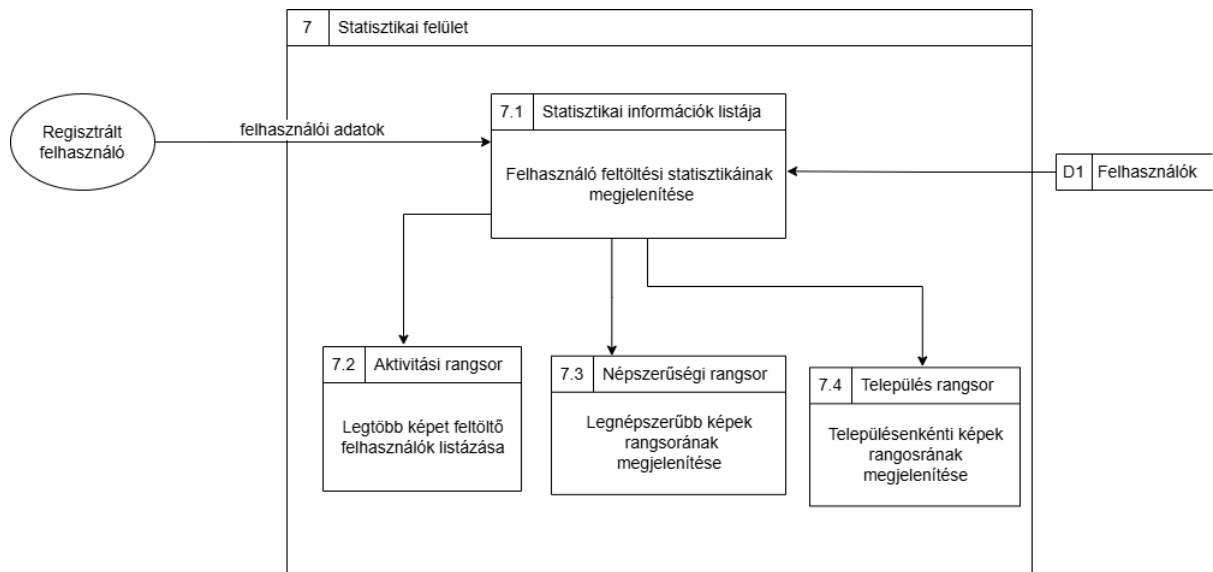 7 Statisztikai felület
7.1 Statisztikai információk listája
Regisztrált
felhasználó
felhasználói adatok
Felhasználó feltöltési statisztikáinak
megjelenítése
D1 Felhasználók
7.2 Aktivitási rangsor
Legtöbb képet feltöltő
felhasználók listázása
7.3 Népszerűségi rangsor
Legnépszerűbb képek
rangsorának
megjelenítése
7.4 Település rangsor
Településenkénti képek
rangosrának
megjelenítése